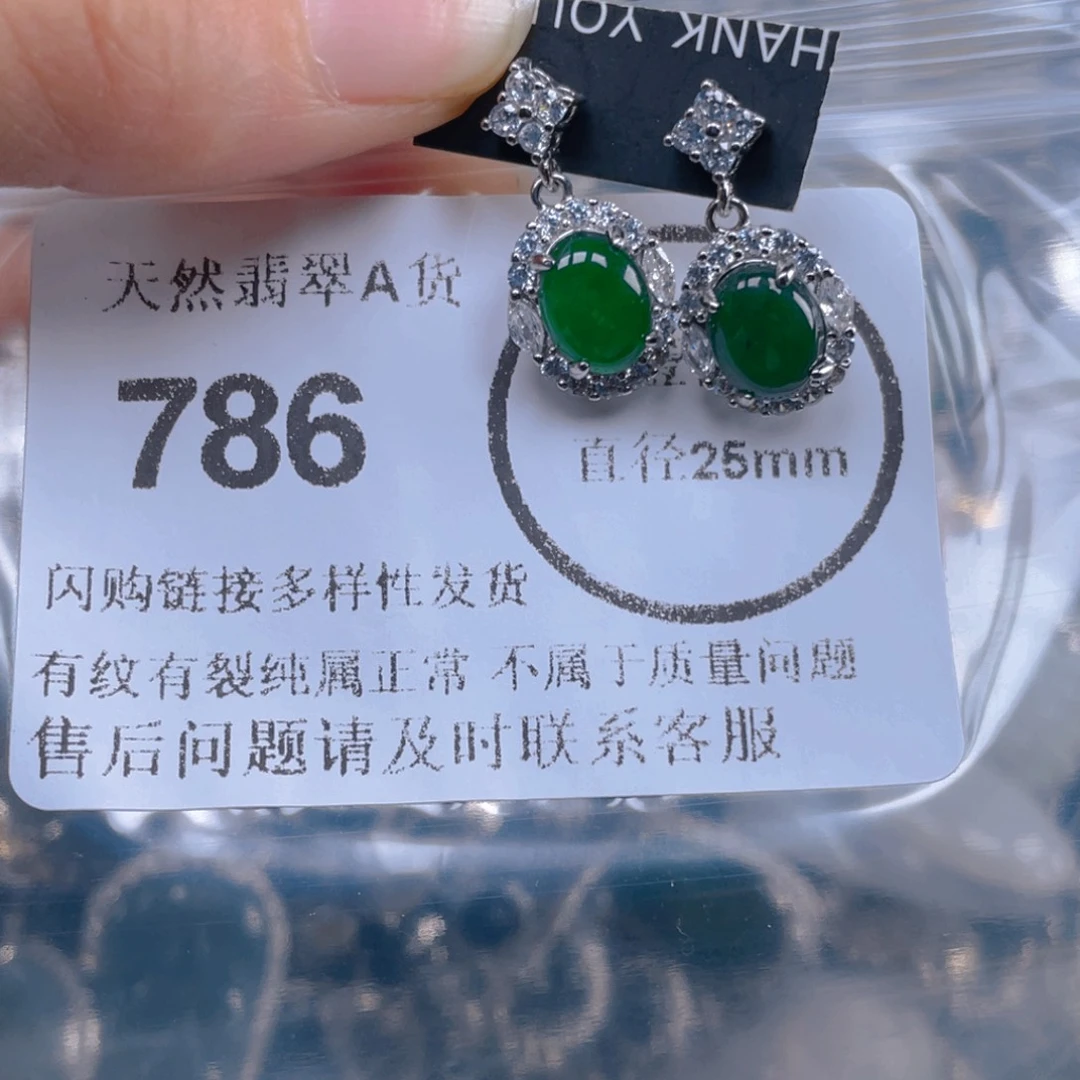 THANK YOU
天然翡翠A货
786
直径25mm
闪购链接多样性发货
有纹有裂纯属正常 不属于质量问题
售后问题请及时联系客服